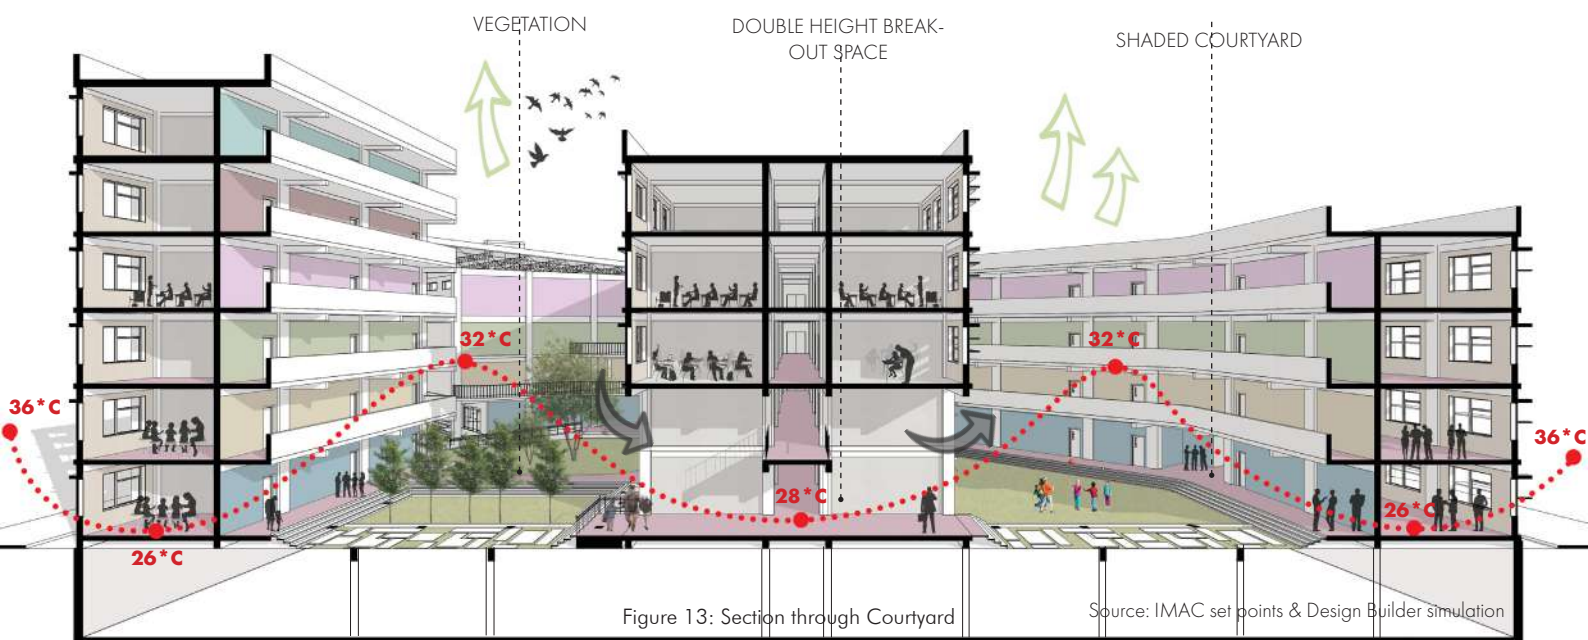 VEGETATION
DOUBLE HEIGHT BREAK-
OUT SPACE
SHADED COURTYARD
32*C
32*C
36*C
36*C
28*C
26*C
26*C
Figure 13: Section through Courtyard
Source: IMAC set points & Design Builder simulation